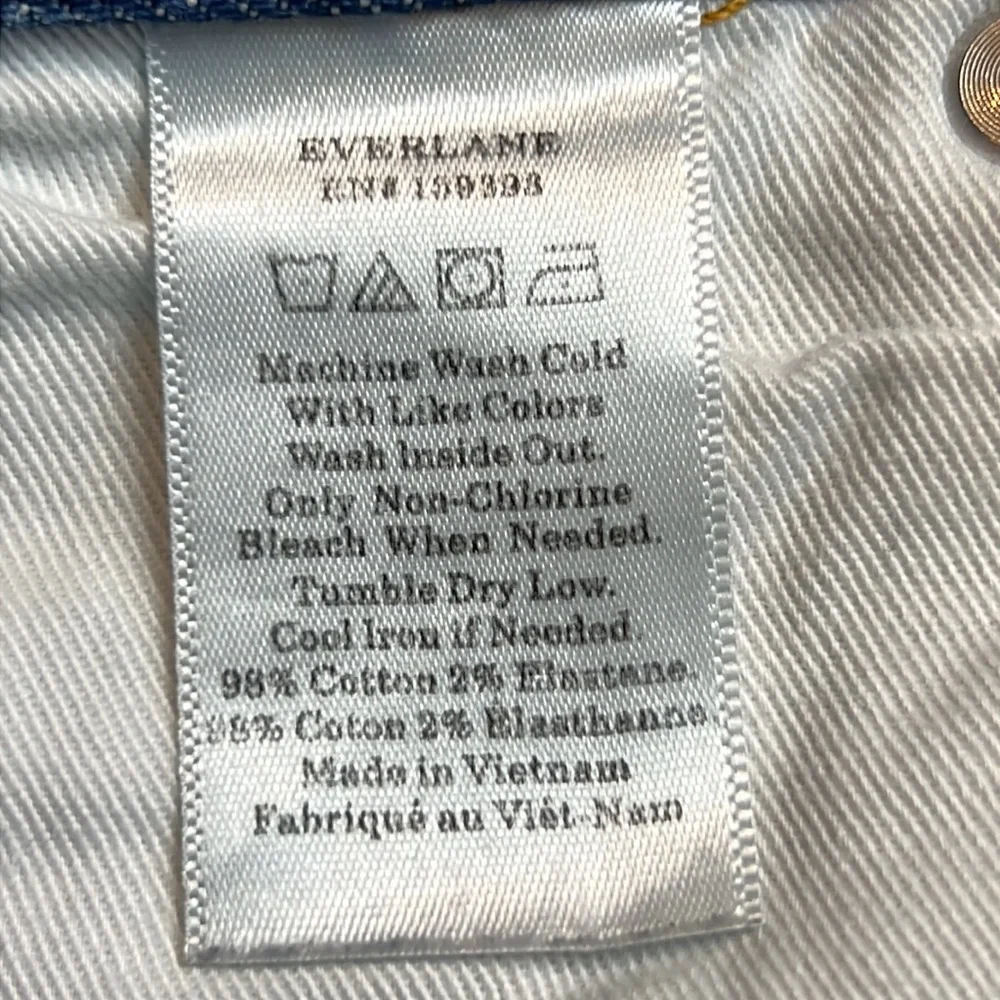 EVERLANE
RN# 139393
Machine Wash Cold
With Like Colors
Wash Inside Out.
Only Non-Chlorine
Bleach When Needed.
Tumble Dry Low.
Cool Iron if Needed.
98% Cotton 2% Elastane.
98% Coton 2% Elasthanne
Made in Vietnam
Fabriqué au Viêt-Nam